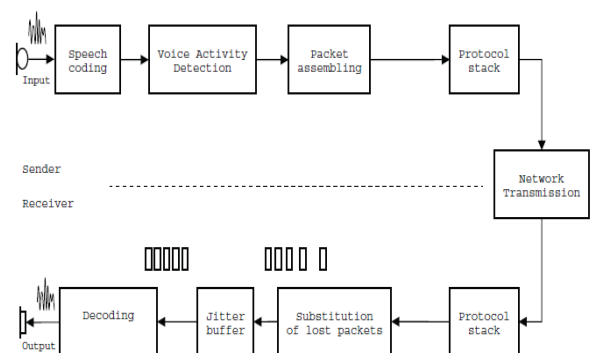 Input
Speech
coding
Voice Activity
Detection
Packet
assembling
Protocol
stack
Network
Transmission
Sender
Receiver
Output
Decoding
Jitter
buffer
Substitution
of lost packets
Protocol
stack